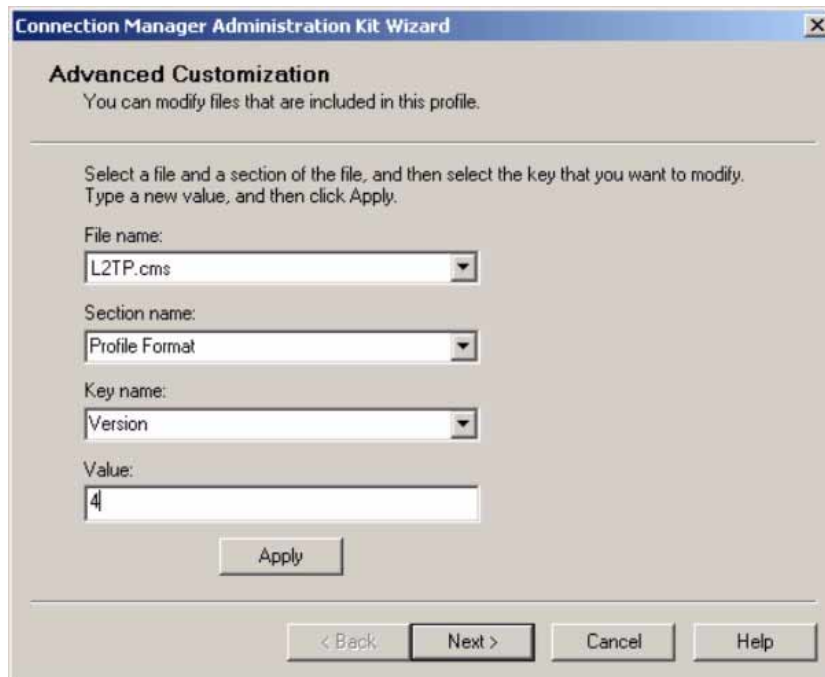 Connection Manager Administration Kit Wizard
Advanced Customization
You can modify files that are included in this profile.
Select a file and a section of the file, and then select the key that you want to modify.
Type a new value, and then click Apply.
File name:
L2TP.cms
Section name:
Profile Format
Key name:
Version
Value:
4
Apply
< Back Next > Cancel Help